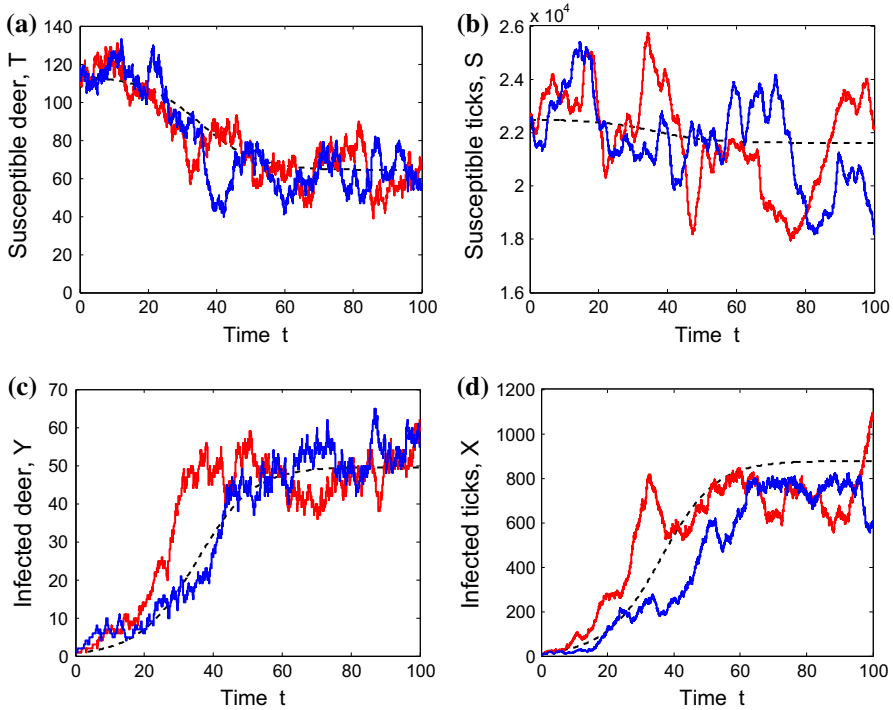 (a)
Susceptible deer, T
140
120
100
80
60
40
20
0
0 20 40 60 80 100
Time t
(b)
x 10⁴
Susceptible ticks, S
2.6
2.4
2.2
2
1.8
1.6
0 20 40 60 80 100
Time t
(c)
Infected deer, Y
70
60
50
40
30
20
10
0
0 20 40 60 80 100
Time t
(d)
Infected ticks, X
1200
1000
800
600
400
200
0
0 20 40 60 80 100
Time t